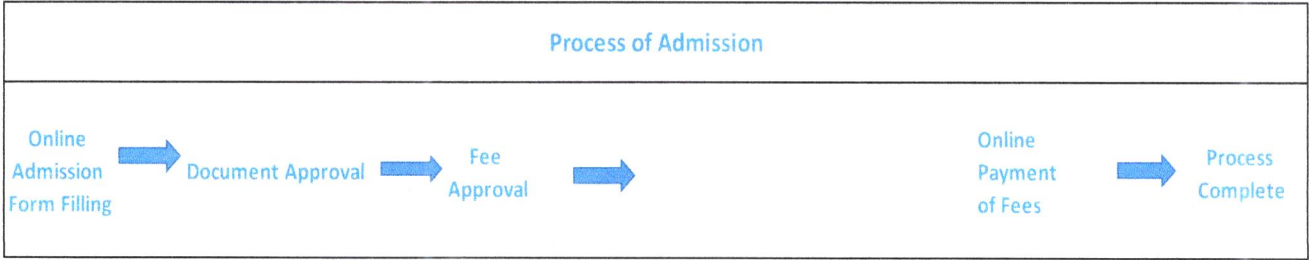 Process of Admission
Online
Admission
Form Filling
Document Approval
Fee
Approval
Online
Payment
of Fees
Process
Complete